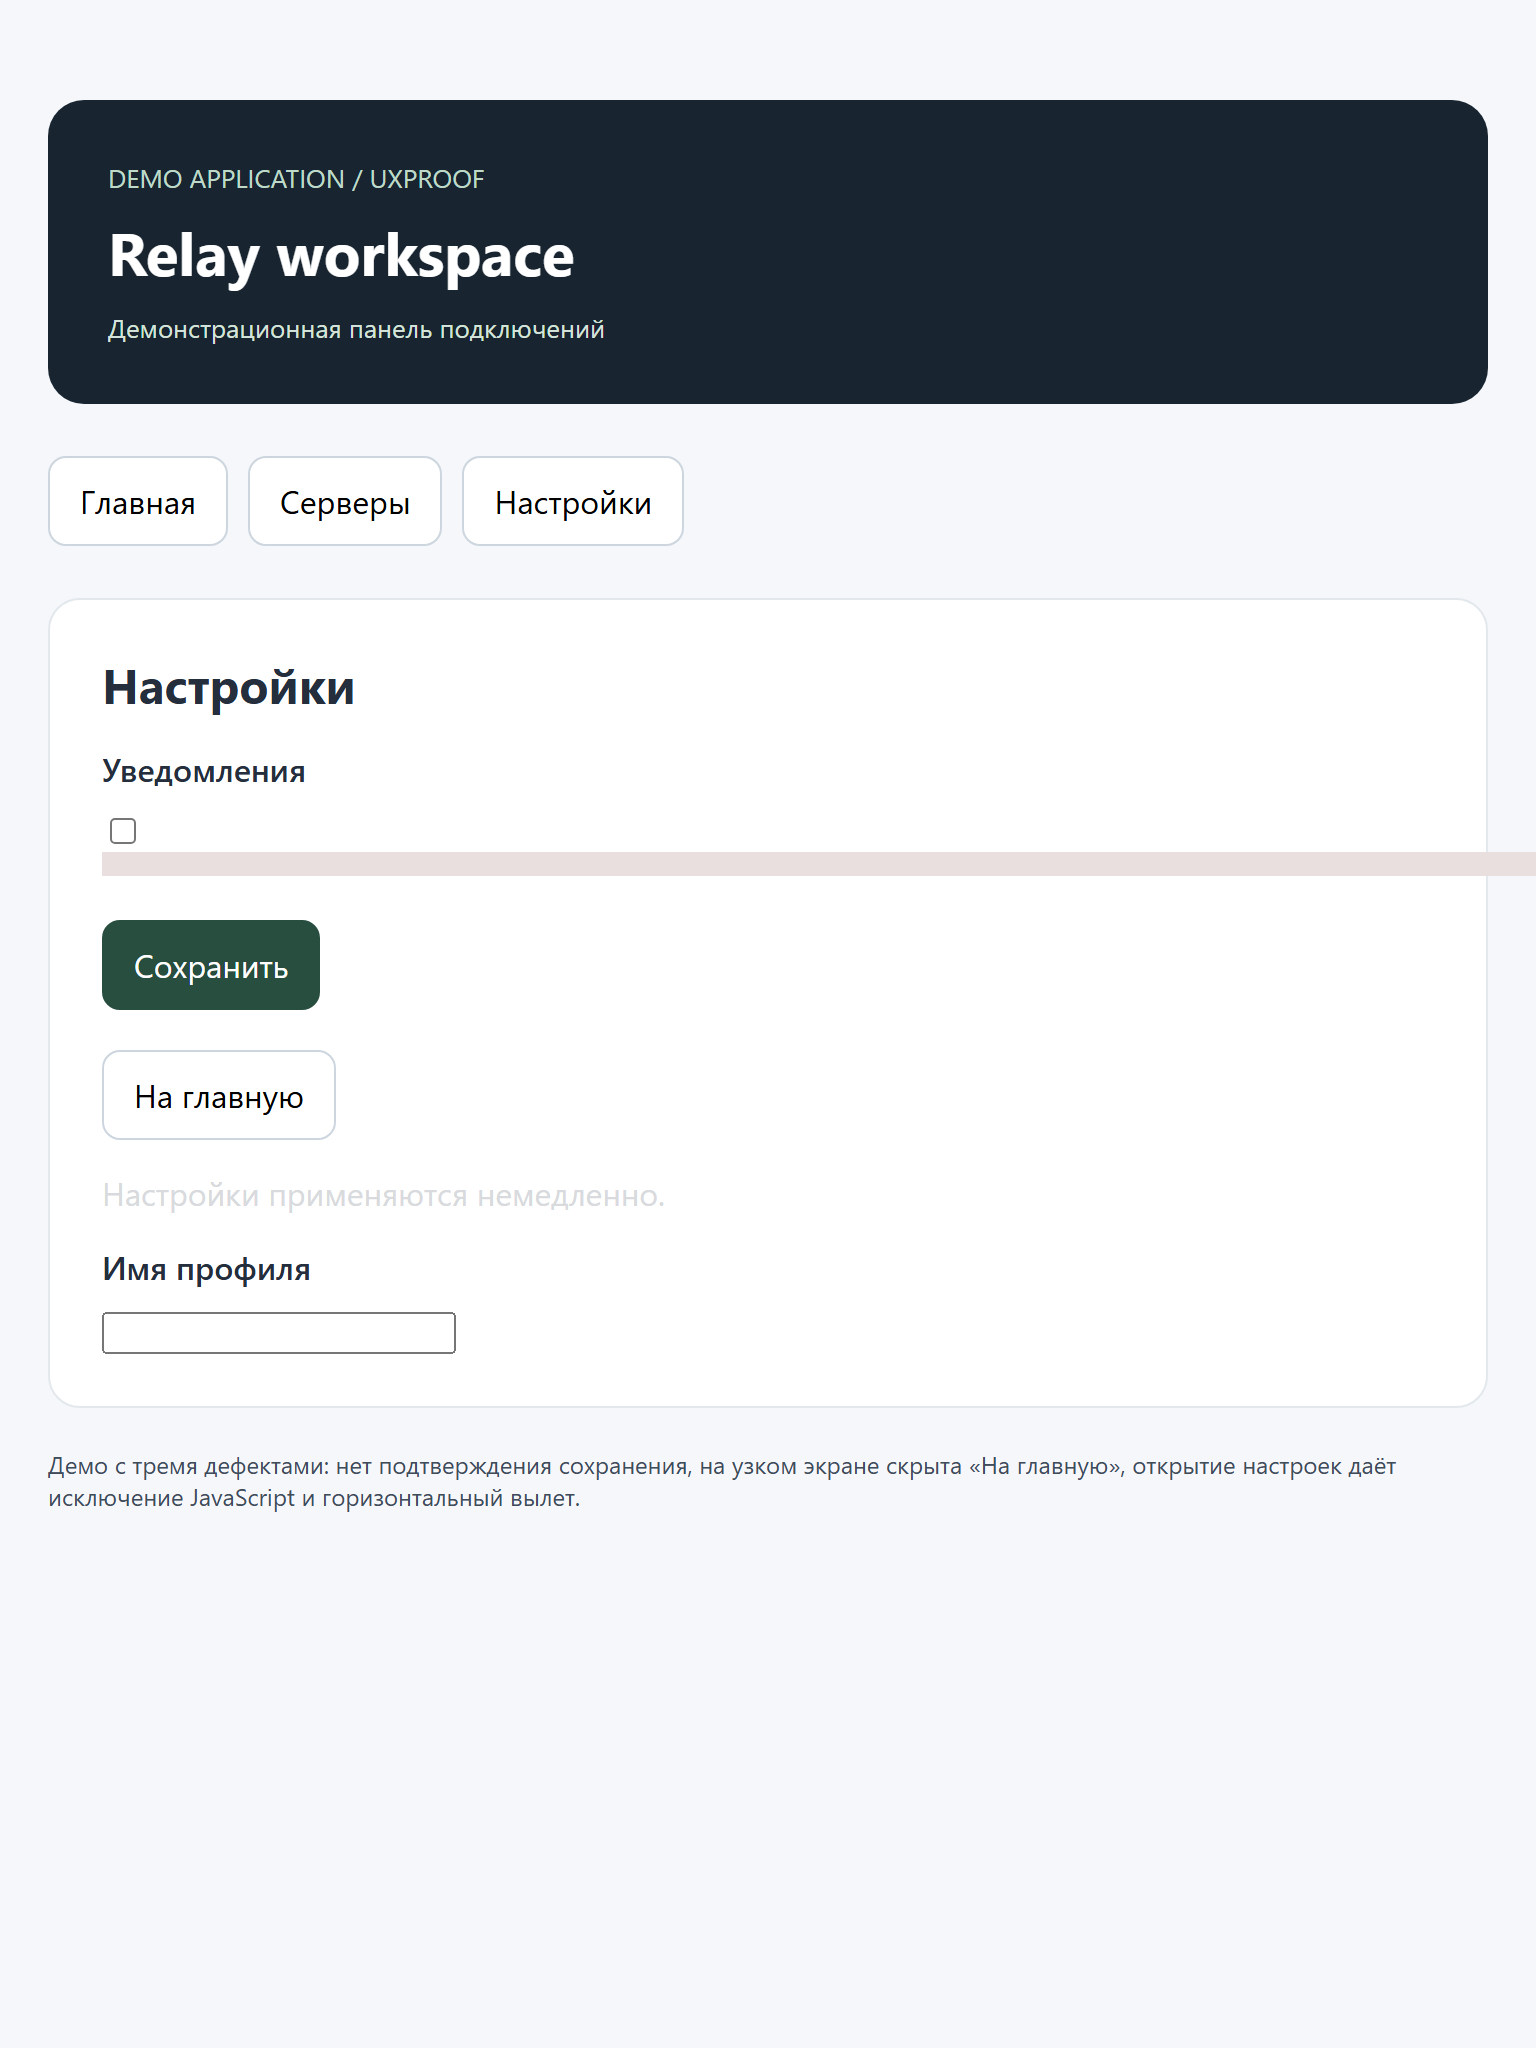 DEMO APPLICATION / UXPROOF
Relay workspace
Демонстрационная панель подключений
Главная
Серверы
Настройки
Настройки
Уведомления
Сохранить
На главную
Настройки применяются немедленно.
Имя профиля
Демо с тремя дефектами: нет подтверждения сохранения, на узком экране скрыта «На главную», открытие настроек даёт
исключение JavaScript и горизонтальный вылет.